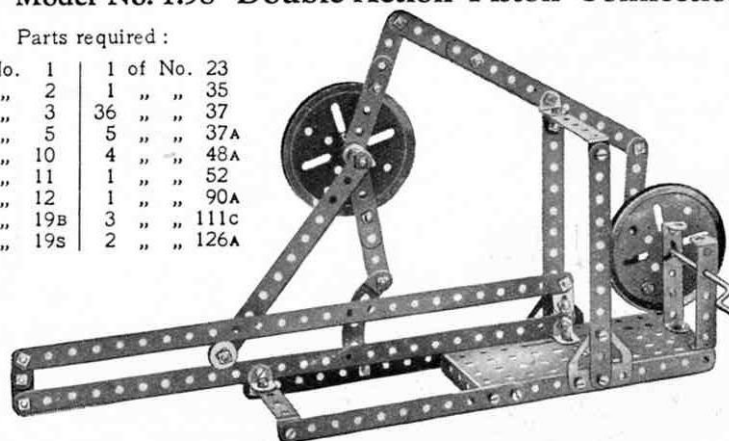 Model No. 1.98 Double Action Piston
Parts required :
No. 1 | 1 of No. 23
„ 2 | 1 „ „ 35
„ 3 | 36 „ „ 37
„ 5 | 5 „ „ 37A
„ 10 | 4 „ „ 48A
„ 11 | 1 „ „ 52
„ 12 | 1 „ „ 90A
„ 19B | 3 „ „ 111C
„ 19S | 2 „ „ 126A